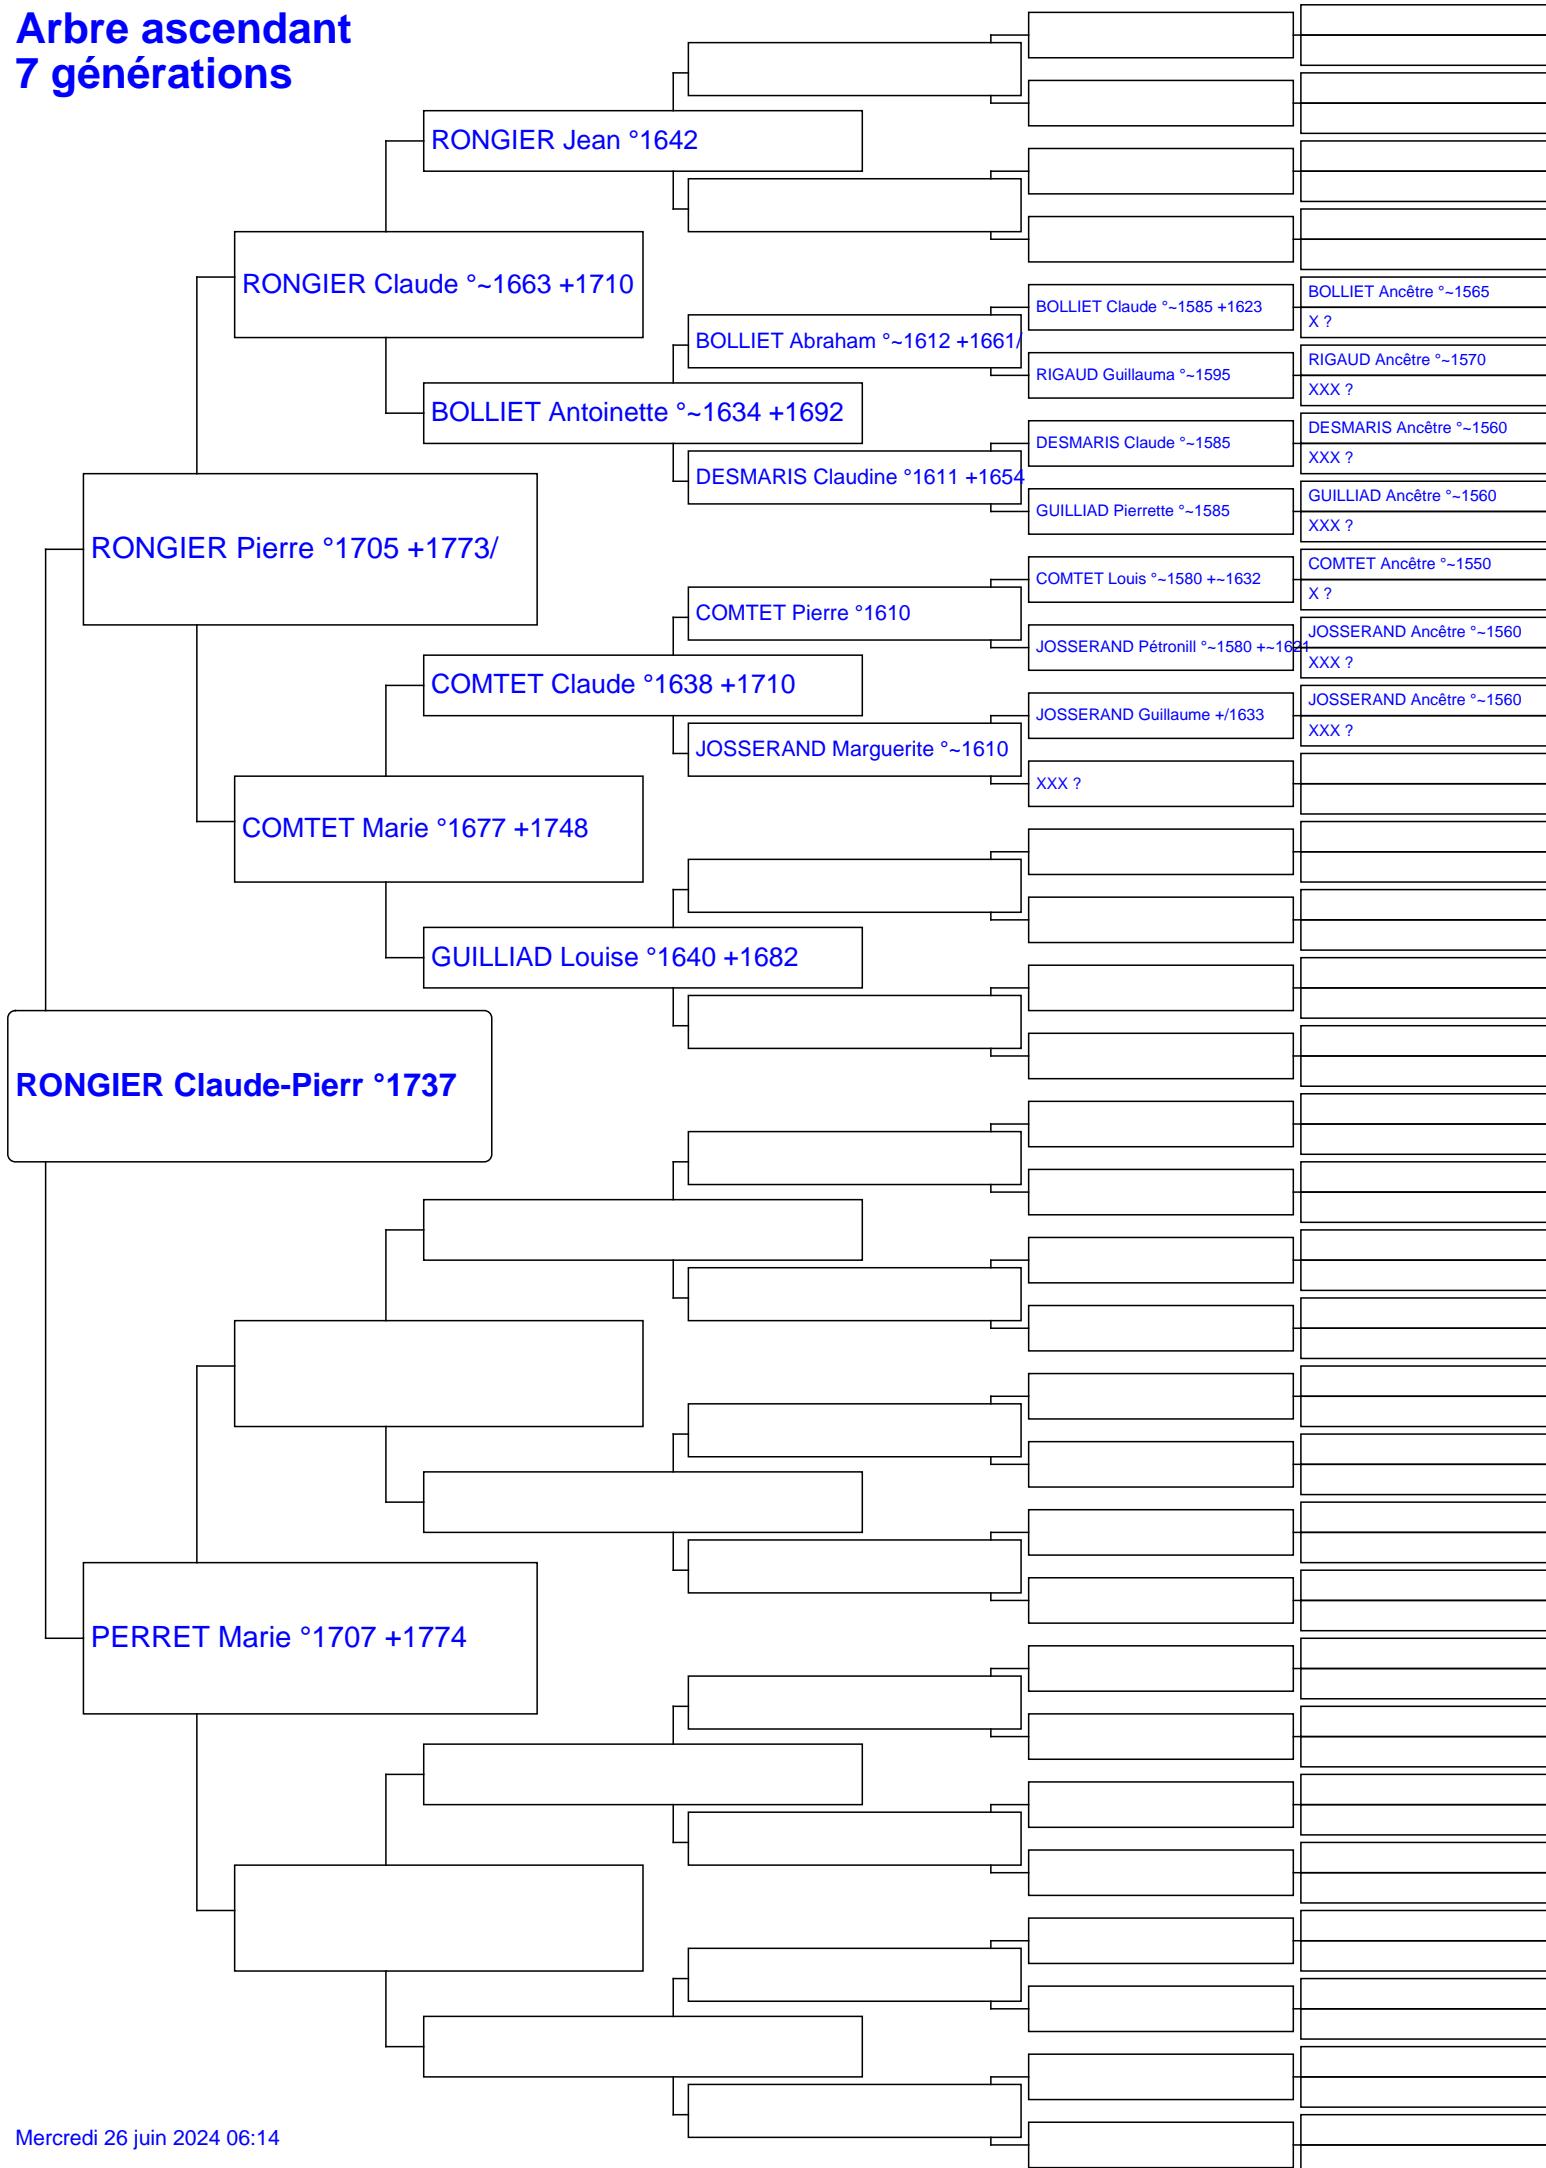 Arbre ascendant
7 générations
RONGIER Jean °1642
RONGIER Claude °~1663 +1710
BOLLIET Claude °~1585 +1623
BOLLIET Ancêtre °~1565
X ?
BOLLIET Abraham °~1612 +1661/
RIGAUD Guillauma °~1595
RIGAUD Ancêtre °~1570
XXX ?
BOLLIET Antoinette °~1634 +1692
DESMARIS Claude °~1585
DESMARIS Ancêtre °~1560
XXX ?
DESMARIS Claudine °1611 +1654
GUILLIAD Pierrette °~1585
GUILLIAD Ancêtre °~1560
XXX ?
RONGIER Pierre °1705 +1773/
COMTET Louis °~1580 +~1632
COMTET Ancêtre °~1550
X ?
COMTET Pierre °1610
JOSSERAND Pétronill °~1580 +~1621
JOSSERAND Ancêtre °~1560
XXX ?
COMTET Claude °1638 +1710
JOSSERAND Guillaume +/1633
JOSSERAND Ancêtre °~1560
XXX ?
JOSSERAND Marguerite °~1610
XXX ?
COMTET Marie °1677 +1748
GUILLIAD Louise °1640 +1682
RONGIER Claude-Pierr °1737
PERRET Marie °1707 +1774
Mercredi 26 juin 2024 06:14